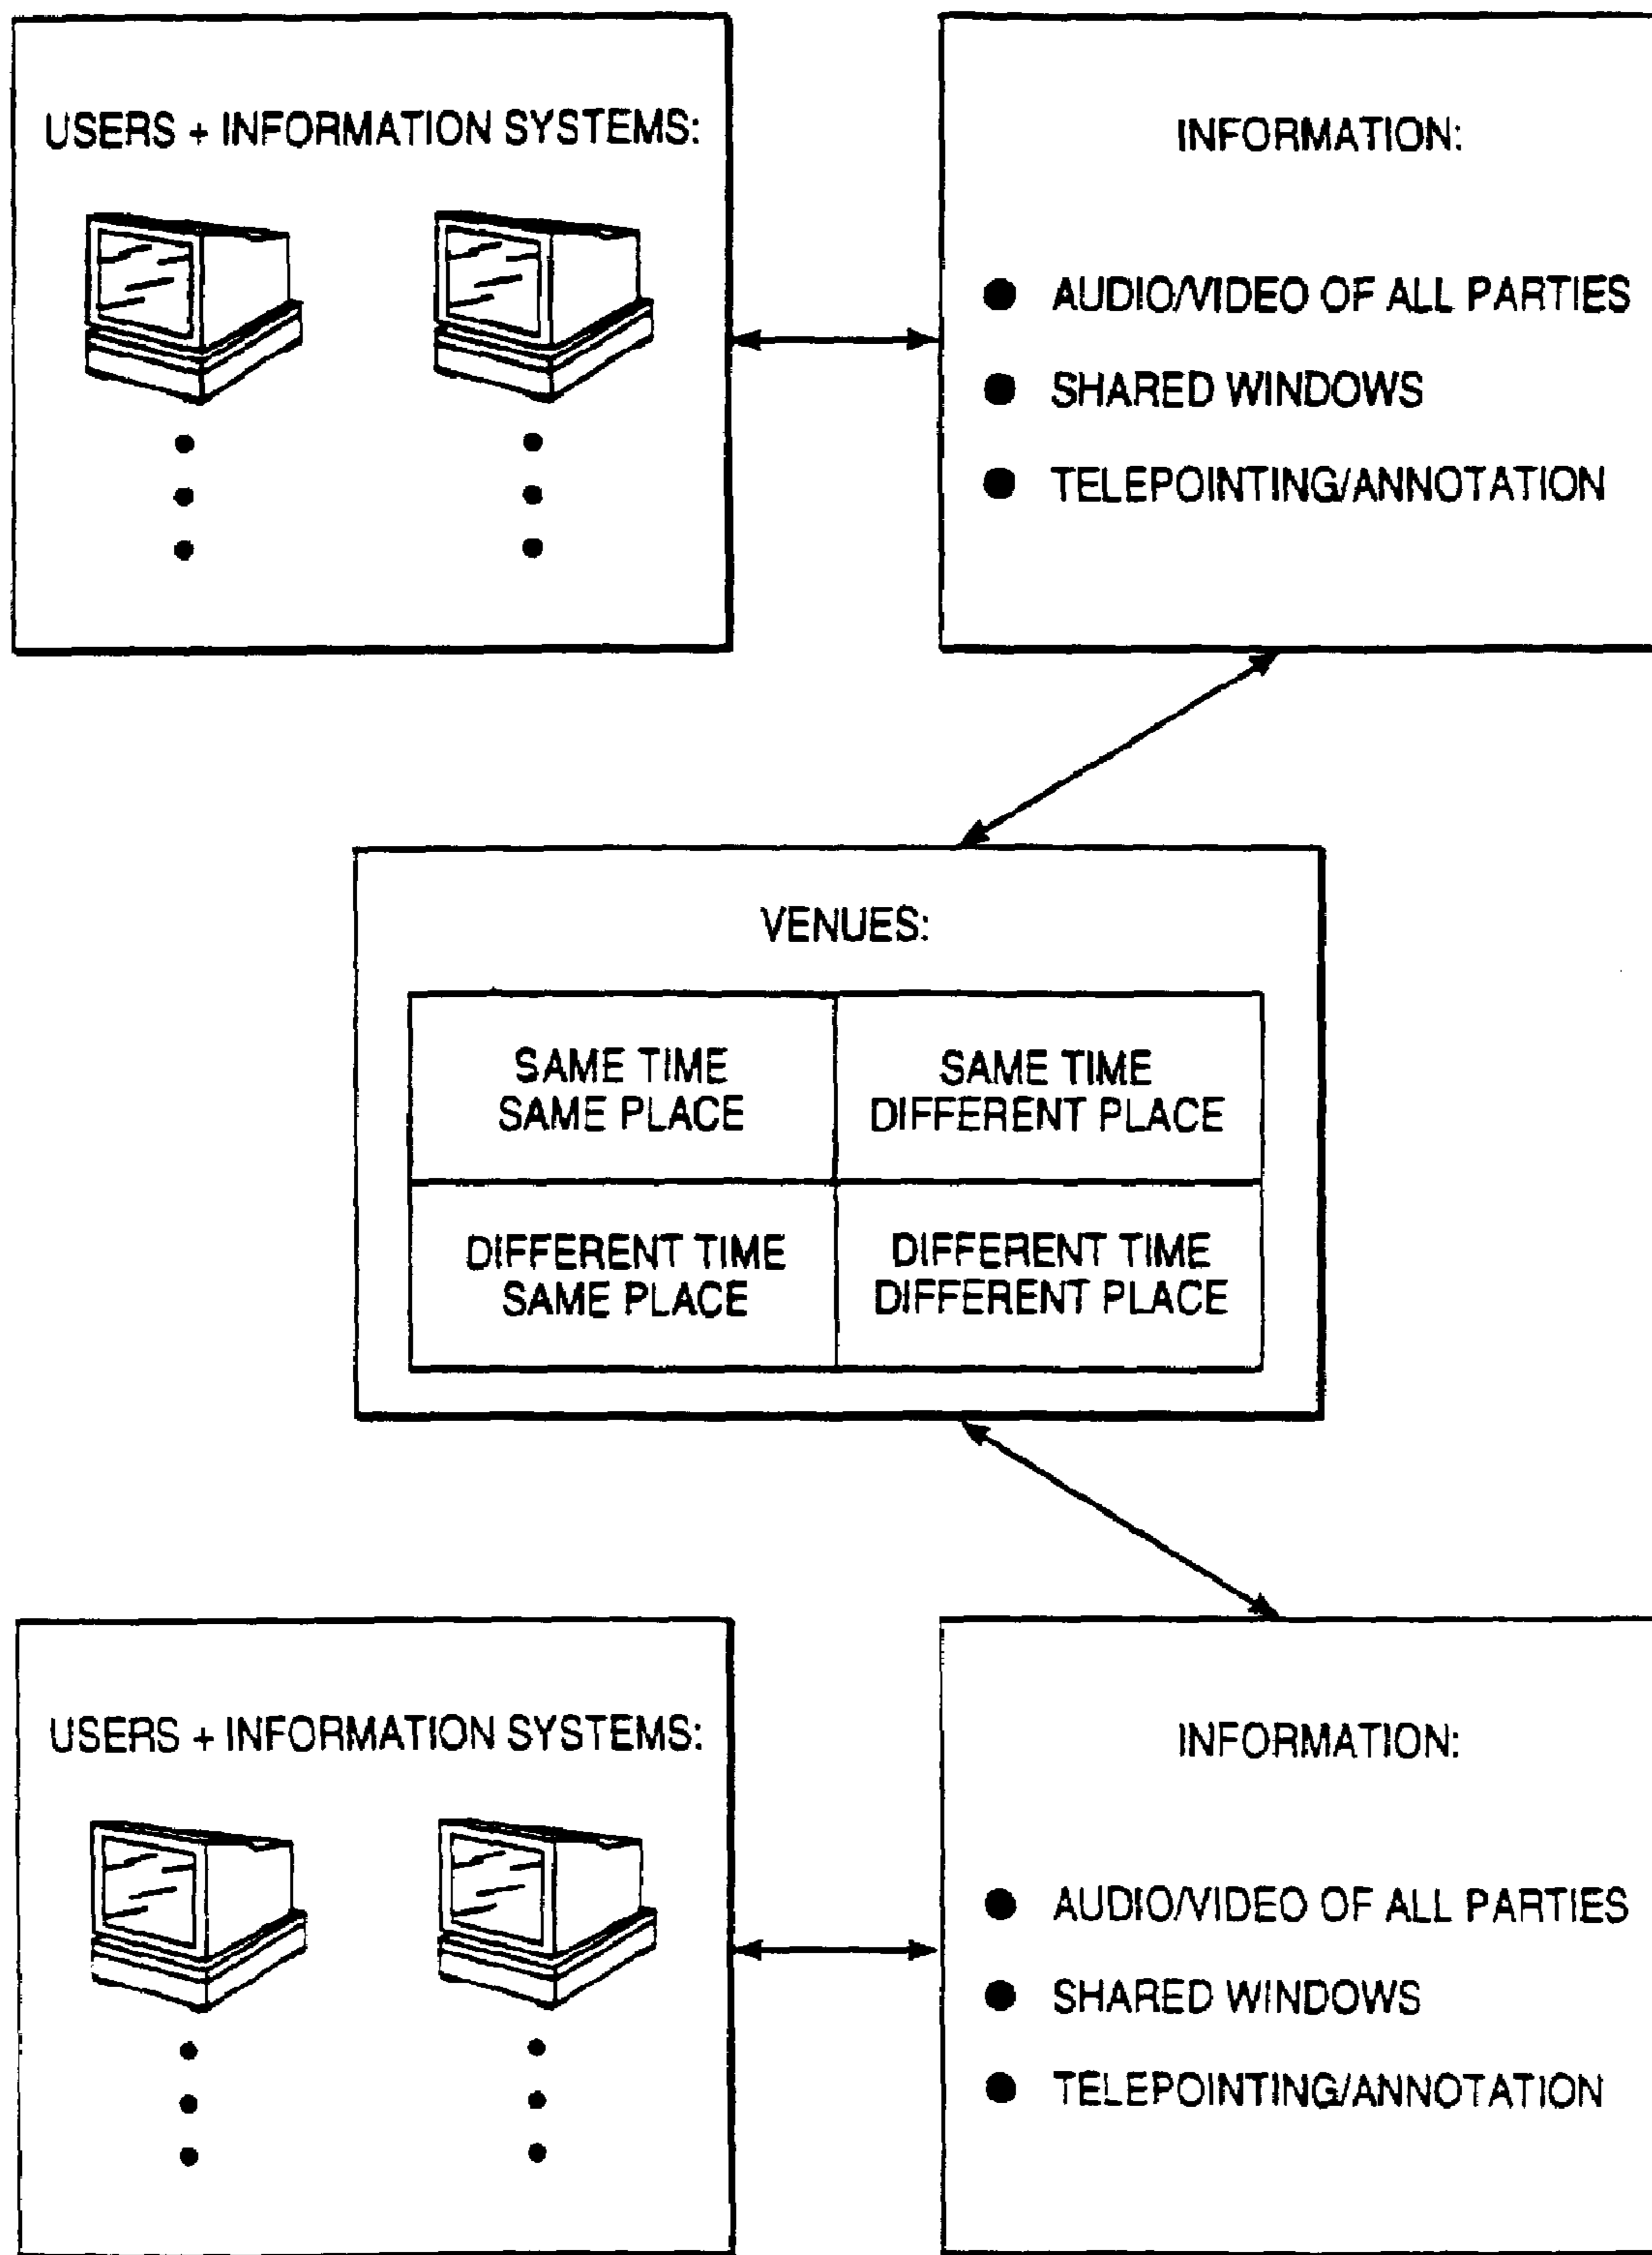 USERS + INFORMATION SYSTEMS:
INFORMATION:
● AUDIO/VIDEO OF ALL PARTIES
● SHARED WINDOWS
● TELEPOINTING/ANNOTATION
VENUES:
SAME TIME
SAME PLACE
SAME TIME
DIFFERENT PLACE
DIFFERENT TIME
SAME PLACE
DIFFERENT TIME
DIFFERENT PLACE
USERS + INFORMATION SYSTEMS:
INFORMATION:
● AUDIO/VIDEO OF ALL PARTIES
● SHARED WINDOWS
● TELEPOINTING/ANNOTATION